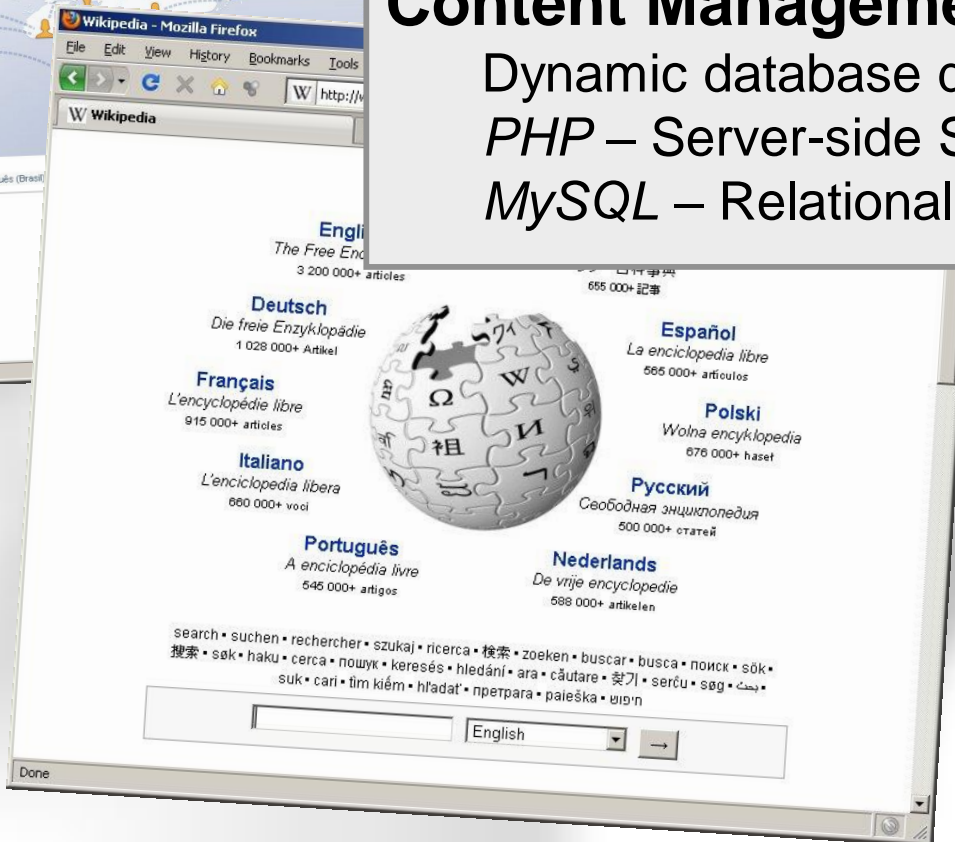 Wikipedia - Mozilla Firefox
File Edit View History Bookmarks Tools
W http://
W Wikipedia
uês (Brasil)
Content Manageme
Dynamic database
PHP – Server-side S
MySQL – Relational
Engli
The Free Enc
3 200 000+ articles
655 000+ 記事
Deutsch
Die freie Enzyklopädie
1 028 000+ Artikel
Español
La enciclopedia libre
565 000+ artículos
Français
L'encyclopédie libre
915 000+ articles
Polski
Wolna encyklopedia
676 000+ haseł
Italiano
L'enciclopedia libera
660 000+ voci
Русский
Свободная энциклопедия
500 000+ статей
Português
A enciclopédia livre
545 000+ artigos
Nederlands
De vrije encyclopedie
588 000+ artikelen
search • suchen • rechercher • szukaj • ricerca • 検索 • zoeken • buscar • busca • поиск • sök •
搜索 • søk • haku • cerca • пошук • keresés • hledání • ara • căutare • 찾기 • serĉu • søg • بحث •
suk • cari • tìm kiếm • hľadať • претрага • paieška • חיפוש
English →
Done